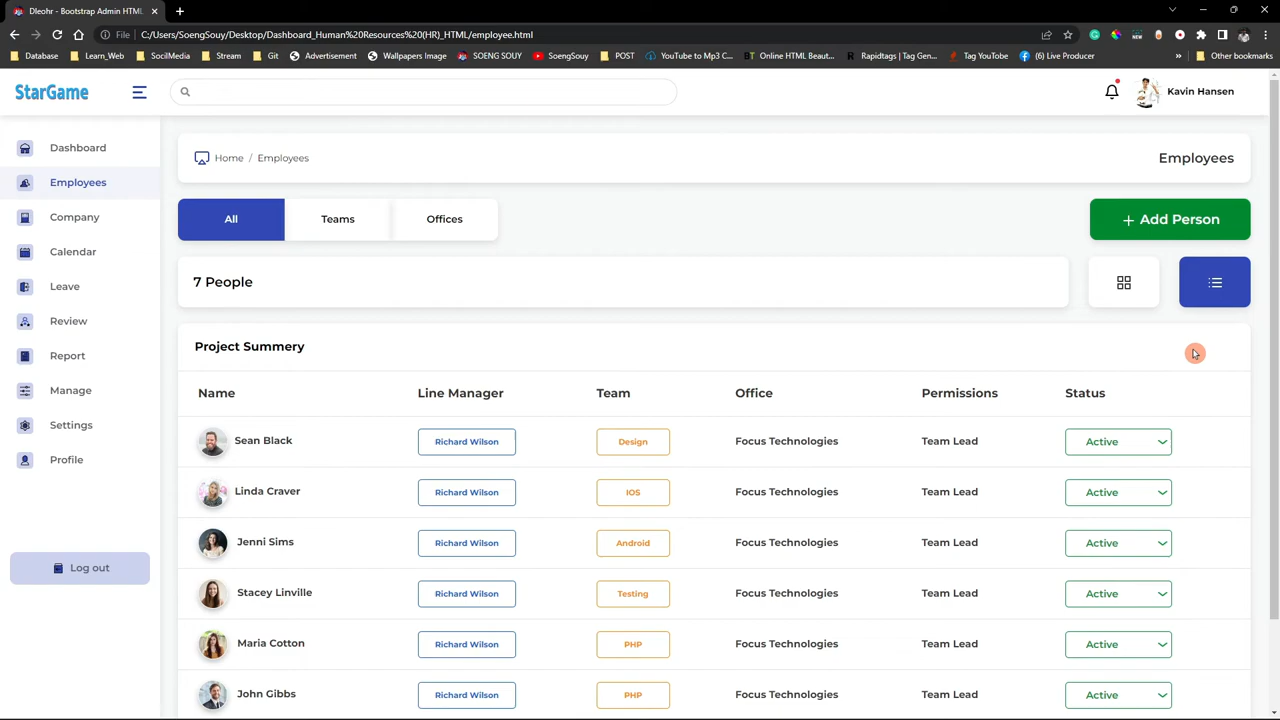 Dleohr - Bootstrap Admin HTML
File C:/Users/SoengSouy/Desktop/Dashboard_Human%20Resources%20(HR)_HTML/employee.html
Database Learn_Web SocilMedia Stream Git Advertisement Wallpapers Image SOENG SOUY SoengSouy POST YouTube to Mp3 C... Online HTML Beaut... Rapidtags | Tag Gen... Tag YouTube (6) Live Producer » Other bookmarks
StarGame
Kavin Hansen
Dashboard
Employees
Company
Calendar
Leave
Review
Report
Manage
Settings
Profile
Log out
Home / Employees
Employees
All Teams Offices
+ Add Person
7 People
Project Summery
Name Line Manager Team Office Permissions Status
Sean Black Richard Wilson Design Focus Technologies Team Lead Active
Linda Craver Richard Wilson IOS Focus Technologies Team Lead Active
Jenni Sims Richard Wilson Android Focus Technologies Team Lead Active
Stacey Linville Richard Wilson Testing Focus Technologies Team Lead Active
Maria Cotton Richard Wilson PHP Focus Technologies Team Lead Active
John Gibbs Richard Wilson PHP Focus Technologies Team Lead Active